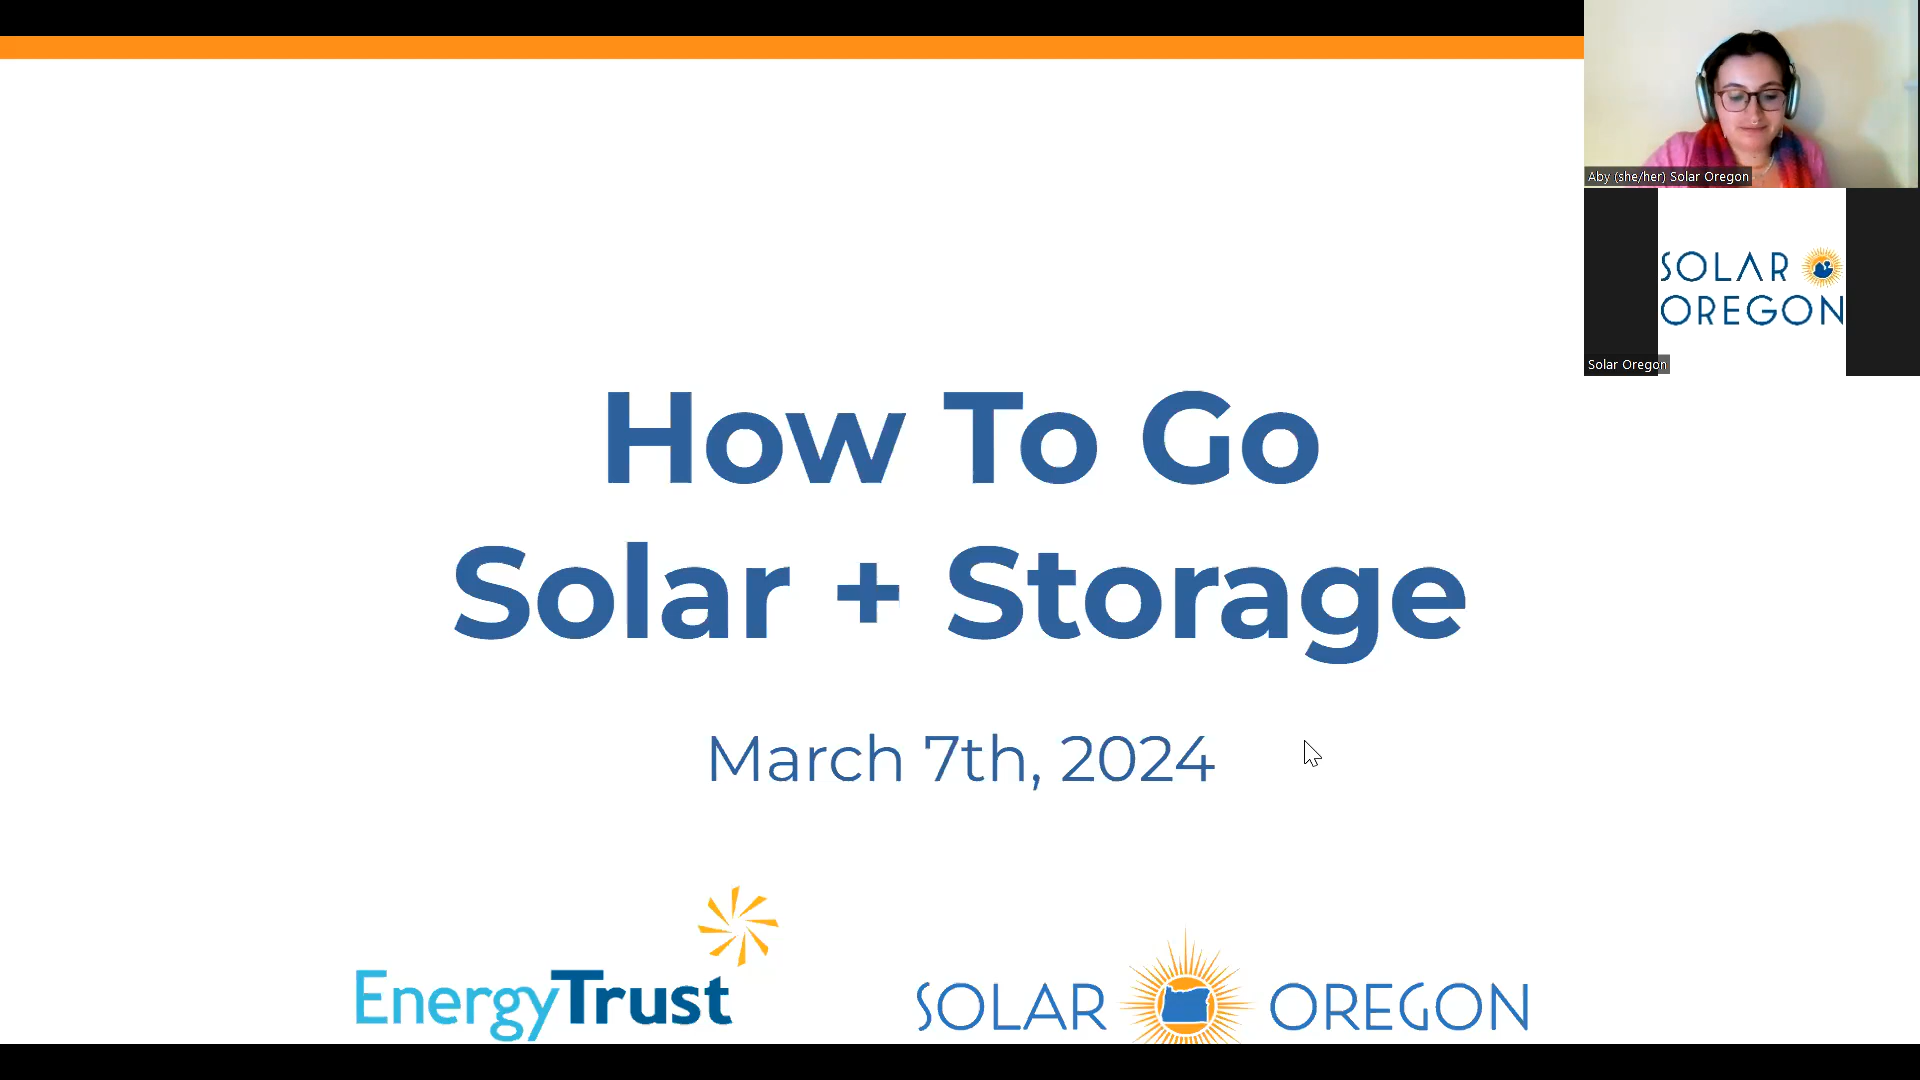 Aby (she/her) Solar Oregon
SOLAR
OREGON
Solar Oregon
How To Go
Solar + Storage
March 7th, 2024
EnergyTrust
SOLAR OREGON